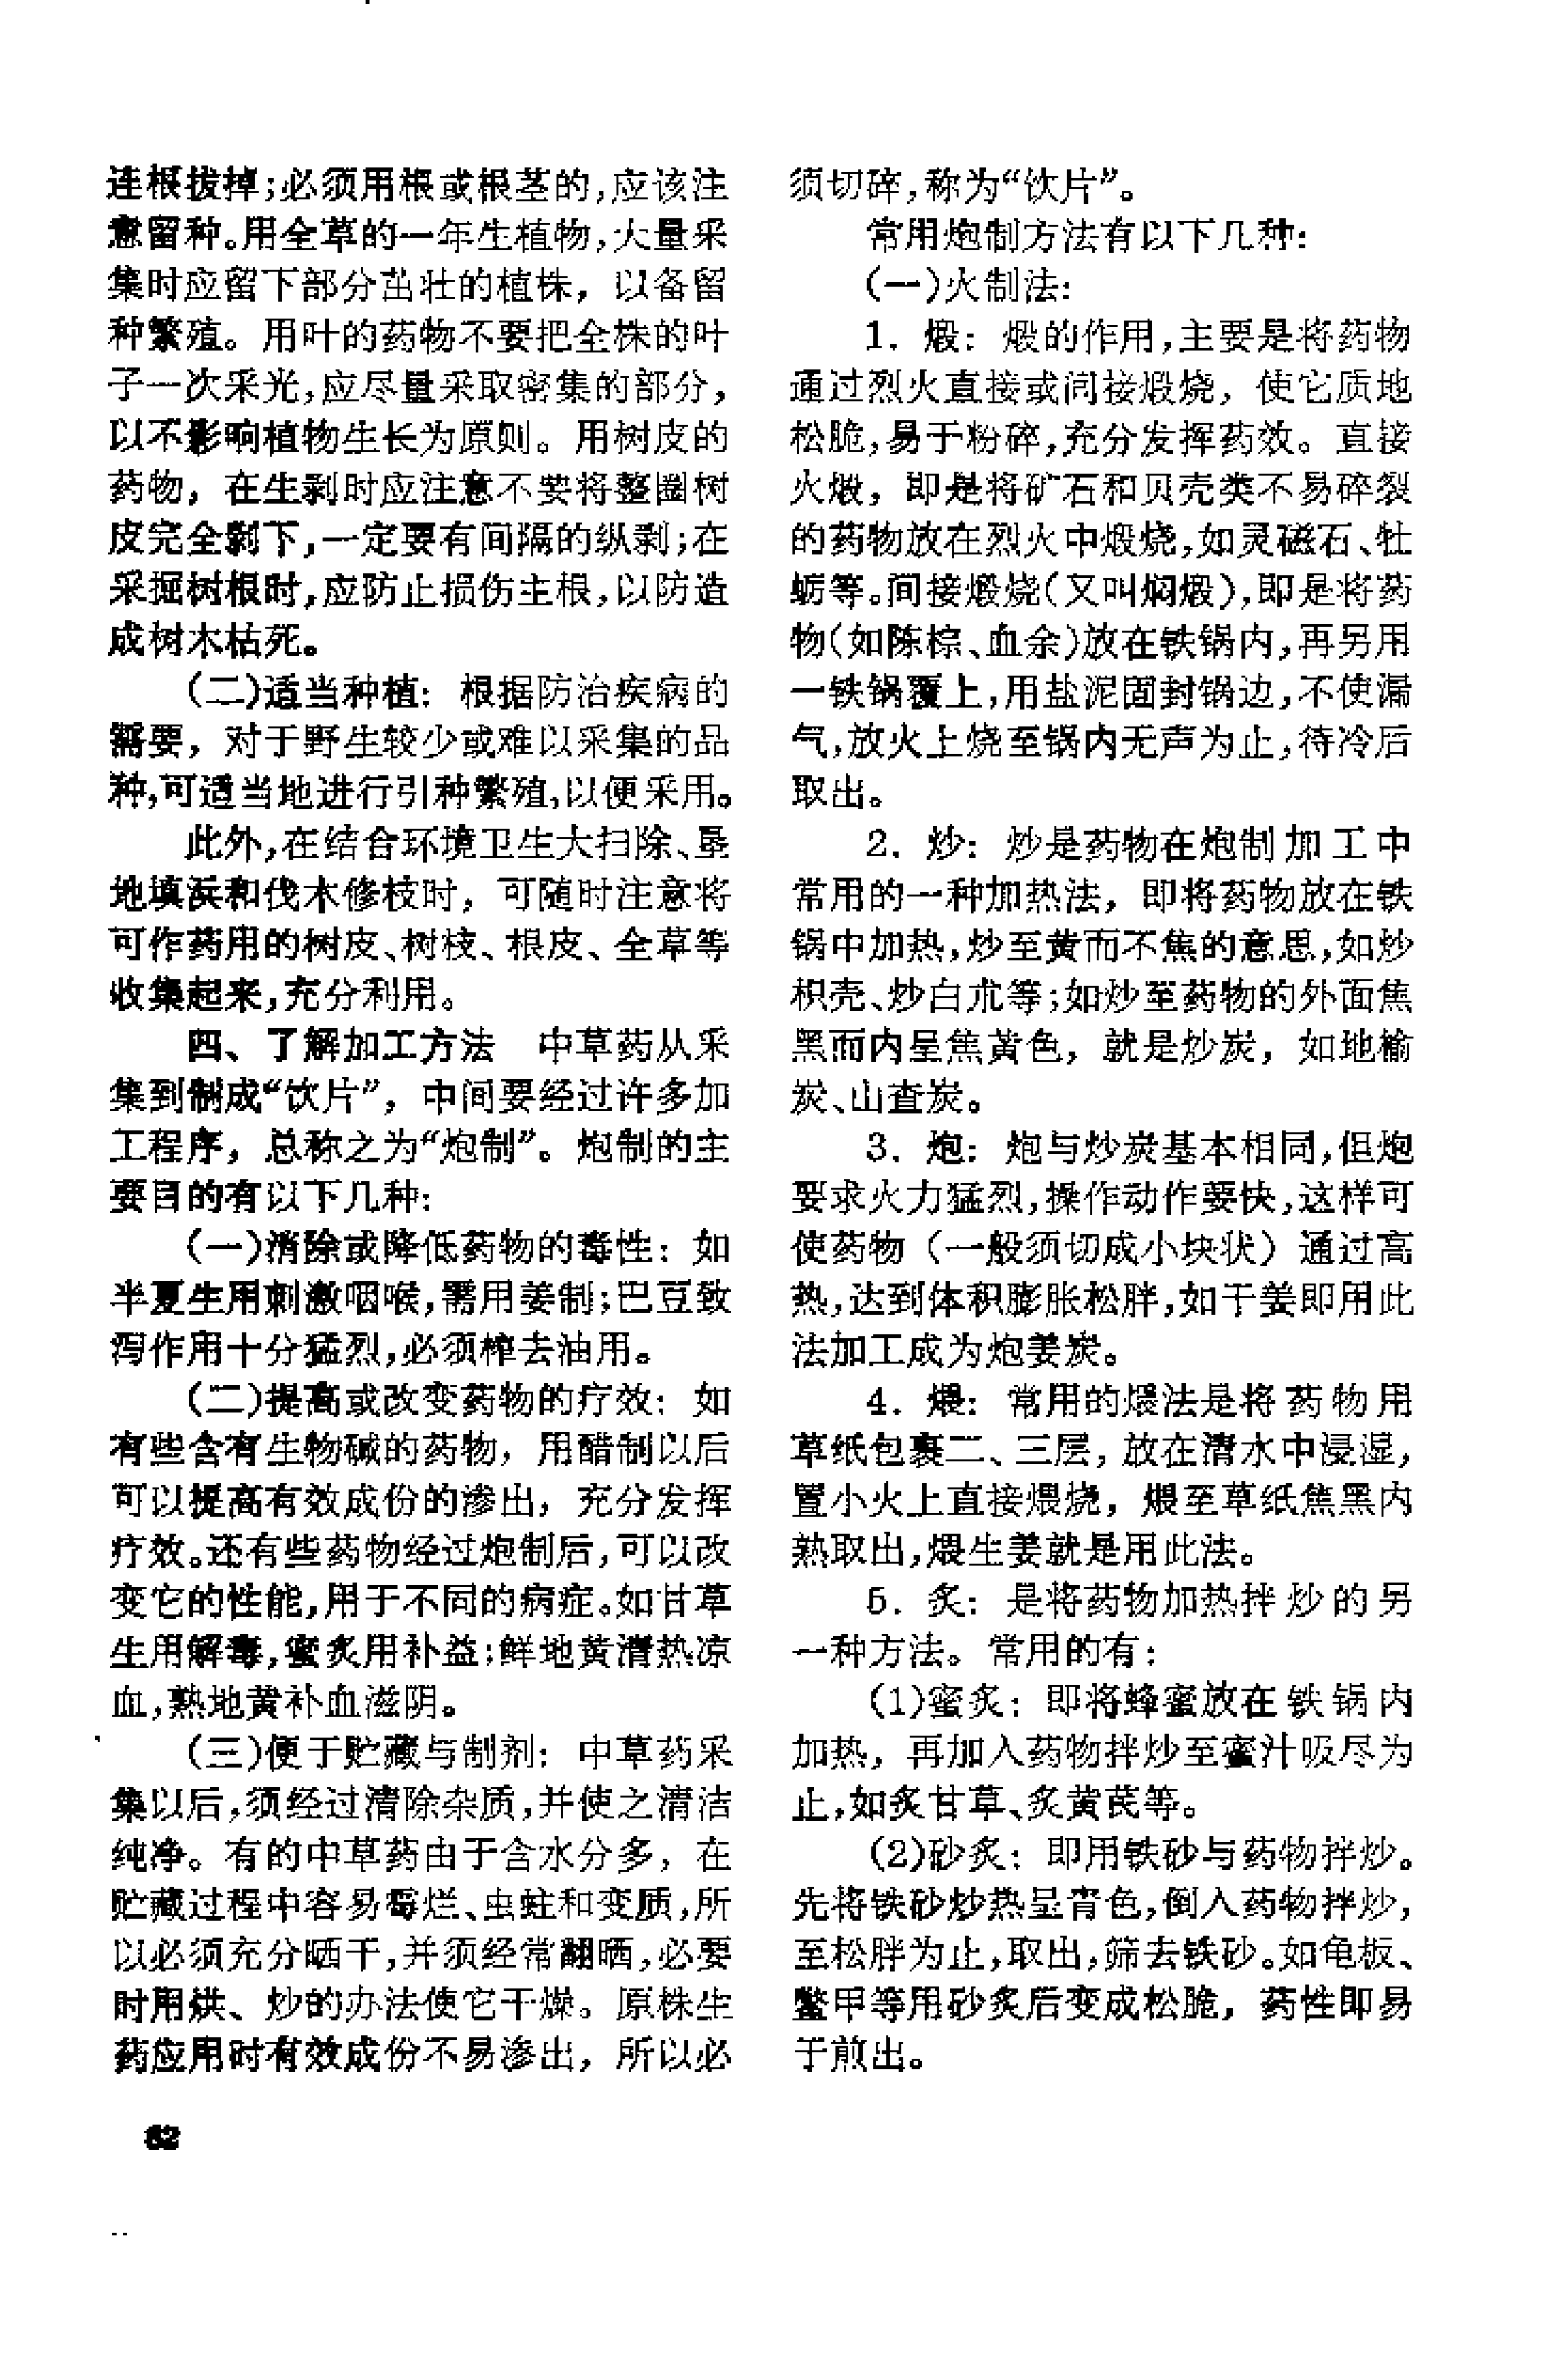 连根拔掉;必须用根或根茎的,应该注
意留种。用全草的一年生植物,大量采
集时应留下部分茁壮的植株，以备留
种繁殖。用叶的药物不要把全株的叶
子一次采光,应尽量采取密集的部分，
以不影响植物生长为原则。用树皮的
药物，在生剥时应注意不要将整圈树
皮完全剥下,一定要有间隔的纵剥;在
采掘树根时,应防止损伤主根,以防造
成树木枯死。
(二)适当种植：根据防治疾病的
需要，对于野生较少或难以采集的品
种,可适当地进行引种繁殖,以便采用。
此外,在结合环境卫生大扫除、垦
地填浜和伐木修枝时，可随时注意将
可作药用的树皮、树枝、根皮、全草等
收集起来,充分利用。
四、了解加工方法　中草药从采
集到制成“饮片”，中间要经过许多加
工程序，总称之为“炮制”。炮制的主
要目的有以下几种：
(一)消除或降低药物的毒性：如
半夏生用刺激咽喉,需用姜制;巴豆致
泻作用十分猛烈,必须榨去油用。
(二)提高或改变药物的疗效：如
有些含有生物碱的药物，用醋制以后
可以提高有效成份的渗出，充分发挥
疗效。还有些药物经过炮制后,可以改
变它的性能,用于不同的病症。如甘草
生用解毒,蜜炙用补益;鲜地黄清热凉
血,熟地黄补血滋阴。
(三)便于贮藏与制剂：中草药采
集以后,须经过清除杂质,并使之清洁
纯净。有的中草药由于含水分多，在
贮藏过程中容易霉烂、虫蛀和变质,所
以必须充分晒干,并须经常翻晒,必要
时用烘、炒的办法使它干燥。原株生
药应用时有效成份不易渗出，所以必
须切碎,称为“饮片”。
常用炮制方法有以下几种：
(一)火制法：
1．煅：煅的作用,主要是将药物
通过烈火直接或间接煅烧，使它质地
松脆,易于粉碎,充分发挥药效。直接
火煅，即是将矿石和贝壳类不易碎裂
的药物放在烈火中煅烧,如灵磁石、牡
蛎等。间接煅烧(又叫焖煅),即是将药
物(如陈棕、血余)放在铁锅内,再另用
一铁锅覆上,用盐泥固封锅边,不使漏
气,放火上烧至锅内无声为止,待冷后
取出。
2．炒：炒是药物在炮制加工中
常用的一种加热法，即将药物放在铁
锅中加热,炒至黄而不焦的意思,如炒
枳壳、炒白朮等;如炒至药物的外面焦
黑而内呈焦黄色，就是炒炭，如地榆
炭、山查炭。
3．炮：炮与炒炭基本相同,但炮
要求火力猛烈,操作动作要快,这样可
使药物（一般须切成小块状）通过高
热,达到体积膨胀松胖,如干姜即用此
法加工成为炮姜炭。
4．煨：常用的煨法是将药物用
草纸包裹二、三层，放在清水中浸湿，
置小火上直接煨烧，煨至草纸焦黑内
熟取出,煨生姜就是用此法。
5．炙：是将药物加热拌炒的另
一种方法。常用的有：
(1)蜜炙：即将蜂蜜放在铁锅内
加热，再加入药物拌炒至蜜汁吸尽为
止,如炙甘草、炙黄芪等。
(2)砂炙：即用铁砂与药物拌炒。
先将铁砂炒热呈青色,倒入药物拌炒，
至松胖为止,取出,筛去铁砂。如龟板、
鳖甲等用砂炙后变成松脆，药性即易
于煎出。
62